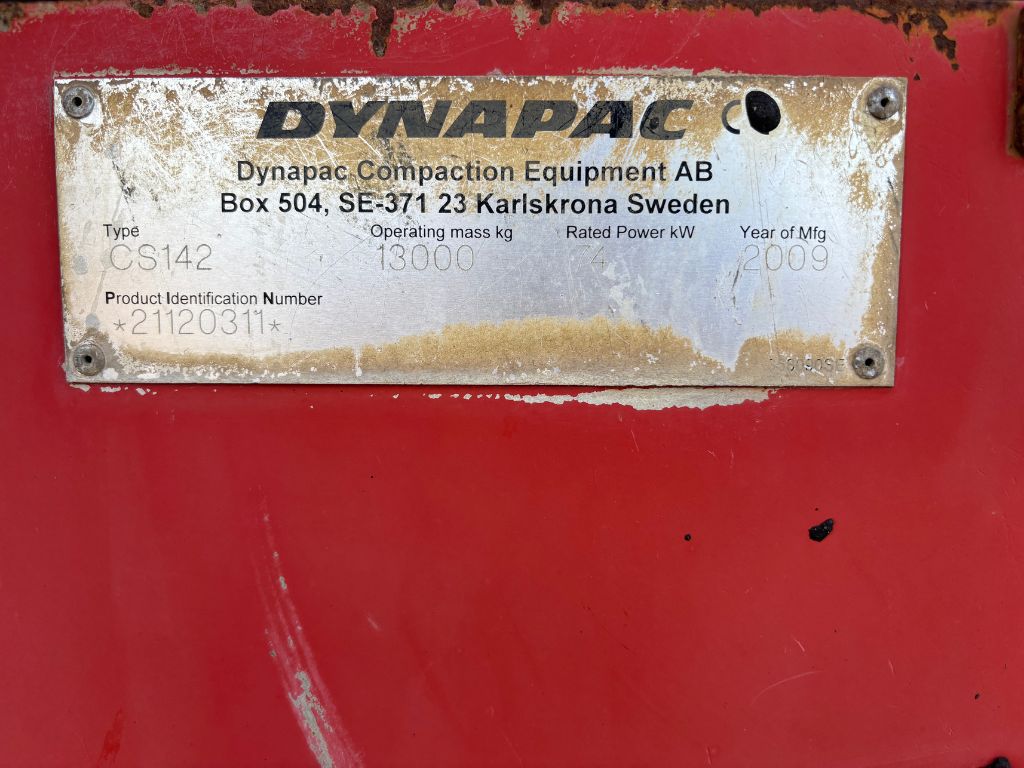 DYNAPAC
Dynapac Compaction Equipment AB
Box 504, SE-371 23 Karlskrona Sweden
Type Operating mass kg Rated Power kW Year of Mfg
CS142 13000 74 2009
Product Identification Number
*21120311*